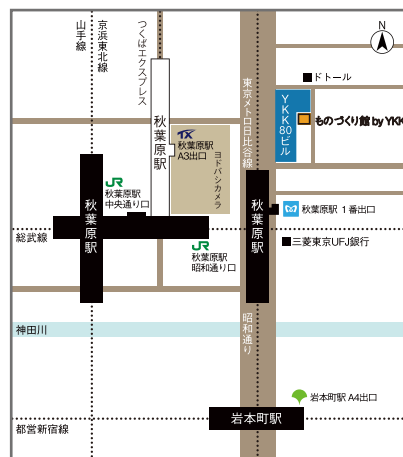 山手線
京浜東北線
つくばエクスプレス
東京メトロ日比谷線
N
ドトール
YKK80ビル
ものづくり館 by YKK
秋葉原駅
TX
秋葉原駅
A3出口
ヨドバシカメラ
JR
秋葉原駅
中央通り口
秋葉原駅
秋葉原駅
秋葉原駅 1番出口
総武線
JR
秋葉原駅
昭和通り口
三菱東京UFJ銀行
神田川
昭和通り
岩本町駅 A4出口
岩本町駅
都営新宿線